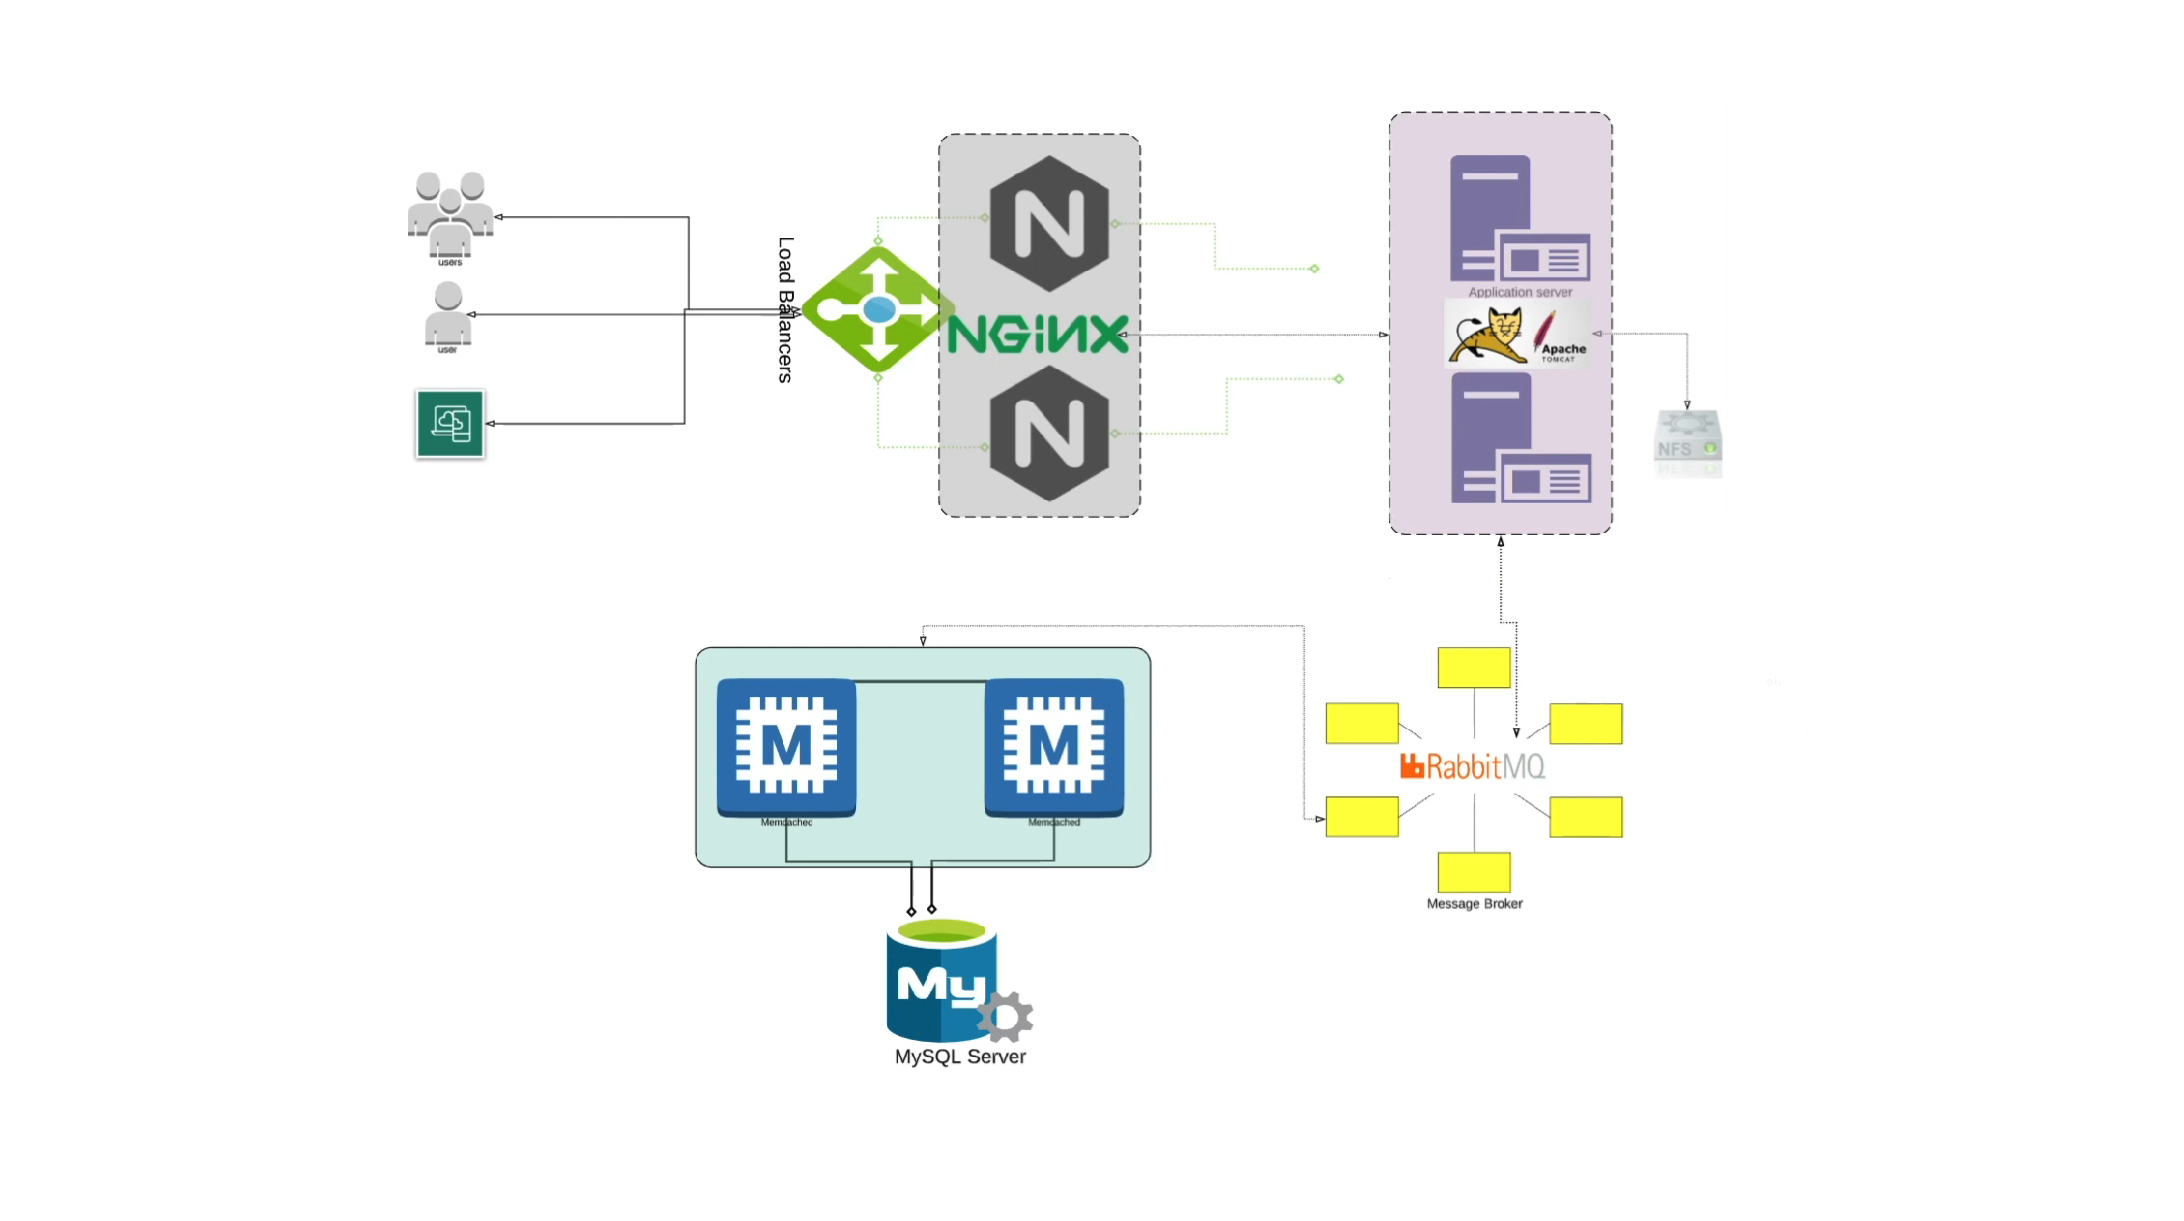 users
user
Load Balancers
N
NGINX
N
Application server
Apache
TOMCAT
NFS
M
Memcached
M
Memcached
RabbitMQ
Message Broker
My
MySQL Server